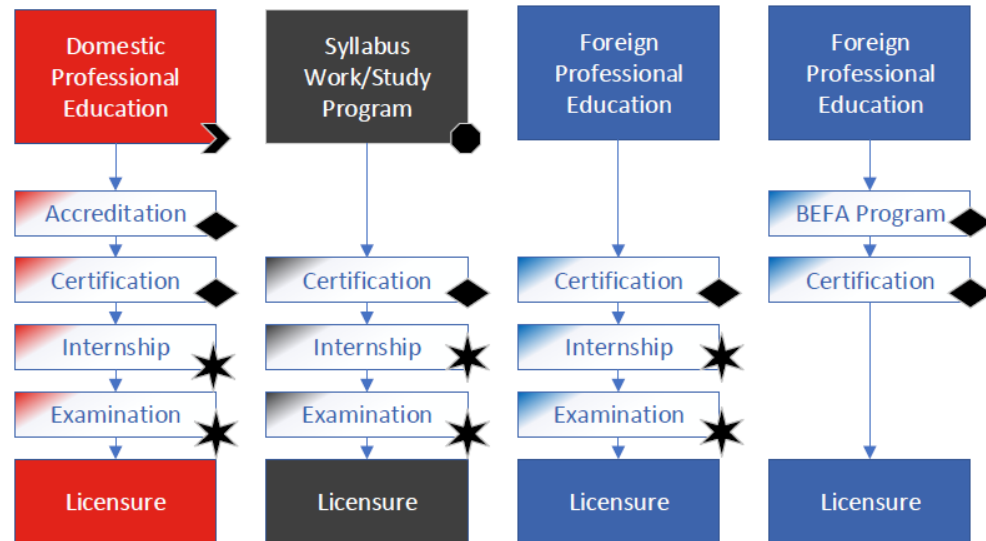 Domestic
Professional
Education
Accreditation
Certification
Internship
Examination
Licensure
Syllabus
Work/Study
Program
Certification
Internship
Examination
Licensure
Foreign
Professional
Education
Certification
Internship
Examination
Licensure
Foreign
Professional
Education
BEFA Program
Certification
Licensure